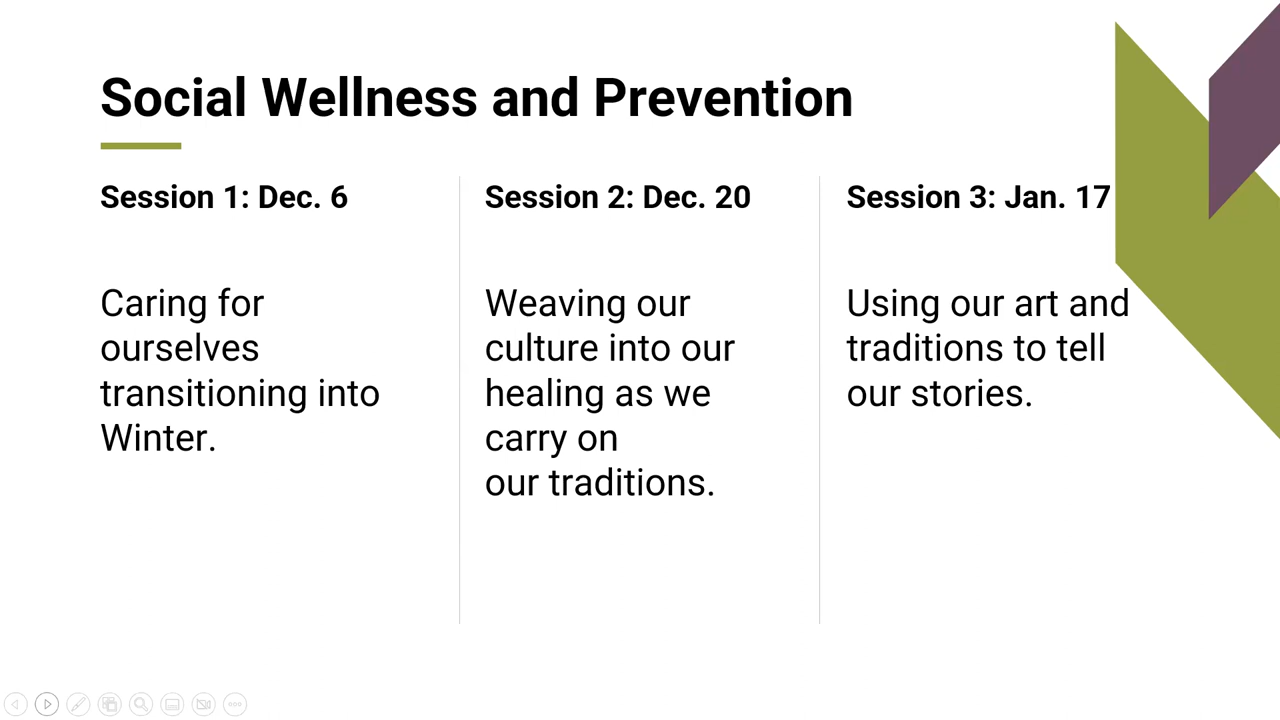 Social Wellness and Prevention
Session 1: Dec. 6
Caring for
ourselves
transitioning into
Winter.
Session 2: Dec. 20
Weaving our
culture into our
healing as we
carry on
our traditions.
Session 3: Jan. 17
Using our art and
traditions to tell
our stories.